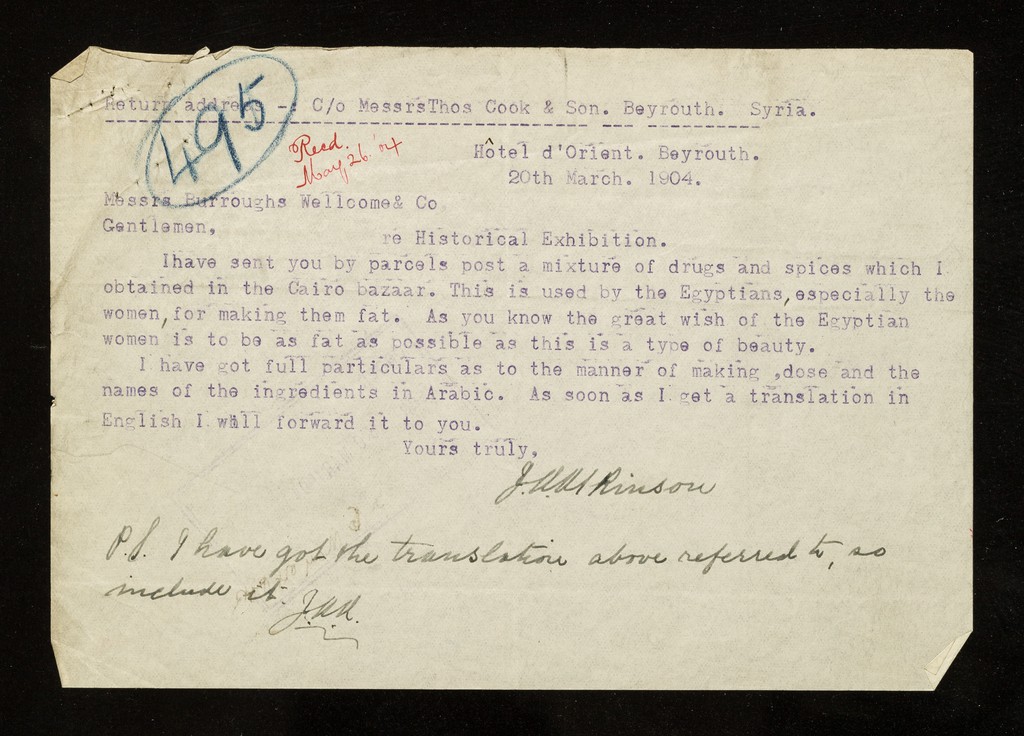 Return address -: C/o MessrsThos Cook & Son. Beyrouth. Syria.
495
Recd.
May 26. '04
Hôtel d'Orient. Beyrouth.
20th March. 1904.
Messrs Burroughs Wellcome& Co
Gentlemen,
re Historical Exhibition.
Ihave sent you by parcels post a mixture of drugs and spices which I
obtained in the Cairo bazaar. This is used by the Egyptians,especially the
women,for making them fat. As you know the great wish of the Egyptian
women is to be as fat as possible as this is a type of beauty.
I have got full particulars as to the manner of making ,dose and the
names of the ingredients in Arabic. As soon as I get a translation in
English I will forward it to you.
Yours truly,
J.A.Atkinson
P.S. I have got the translation above referred to, so
include it. J.A.A.